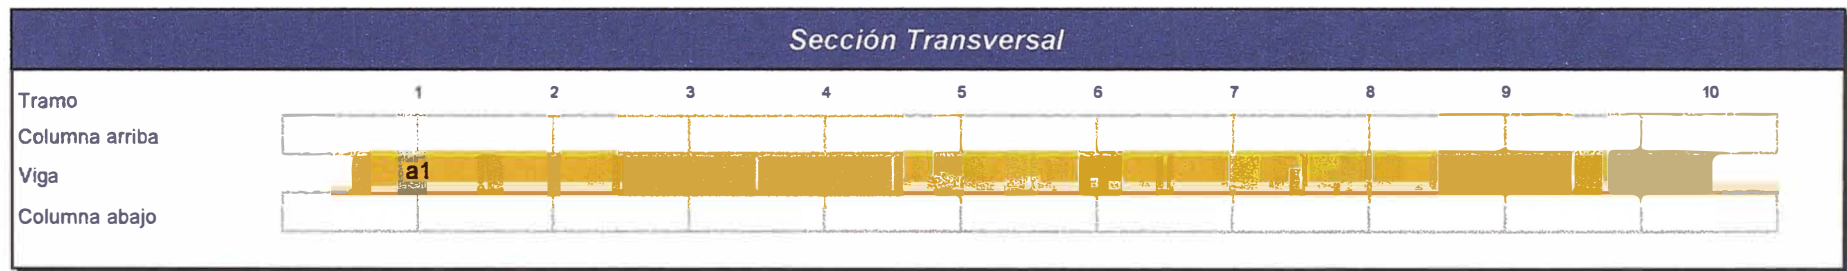 Sección Transversal
Tramo 1 2 3 4 5 6 7 8 9 10
Columna arriba
Viga a1
Columna abajo